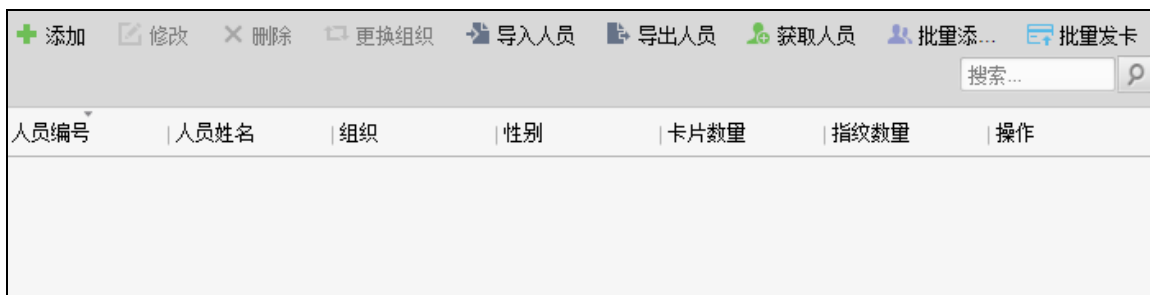 添加 修改 删除 更换组织 导入人员 导出人员 获取人员 批量添... 批量发卡
搜索...
人员编号 人员姓名 组织 性别 卡片数量 指纹数量 操作